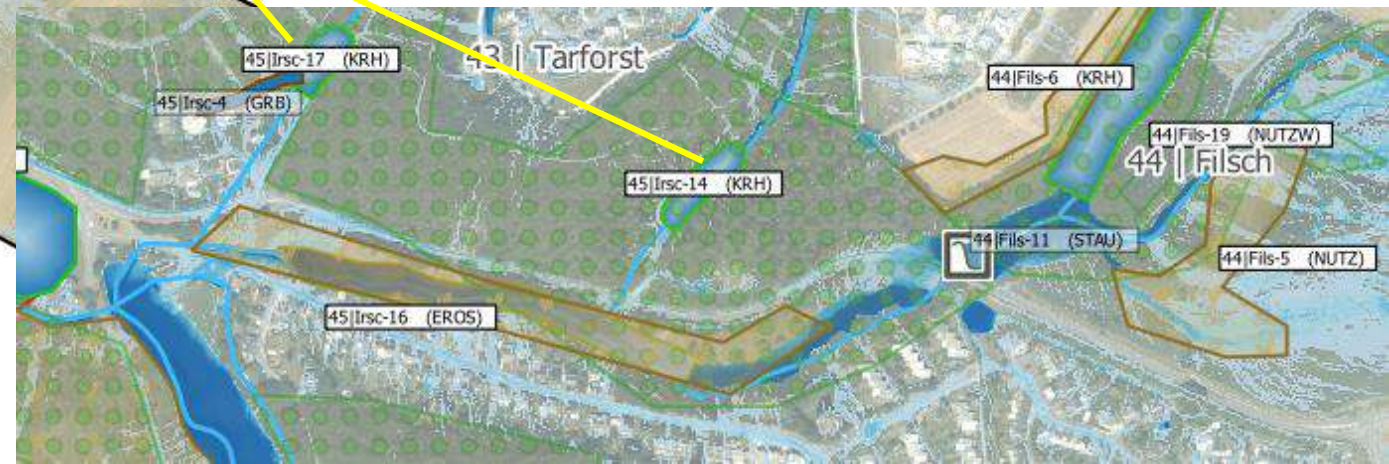 45|Irsc-17 (KRH)
43 | Tarforst
44|Fils-6 (KRH)
45|Irsc-4 (GRB)
44|Fils-19 (NUTZW)
44 | Filsch
45|Irsc-14 (KRH)
44|Fils-11 (STAU)
44|Fils-5 (NUTZ)
45|Irsc-16 (EROS)